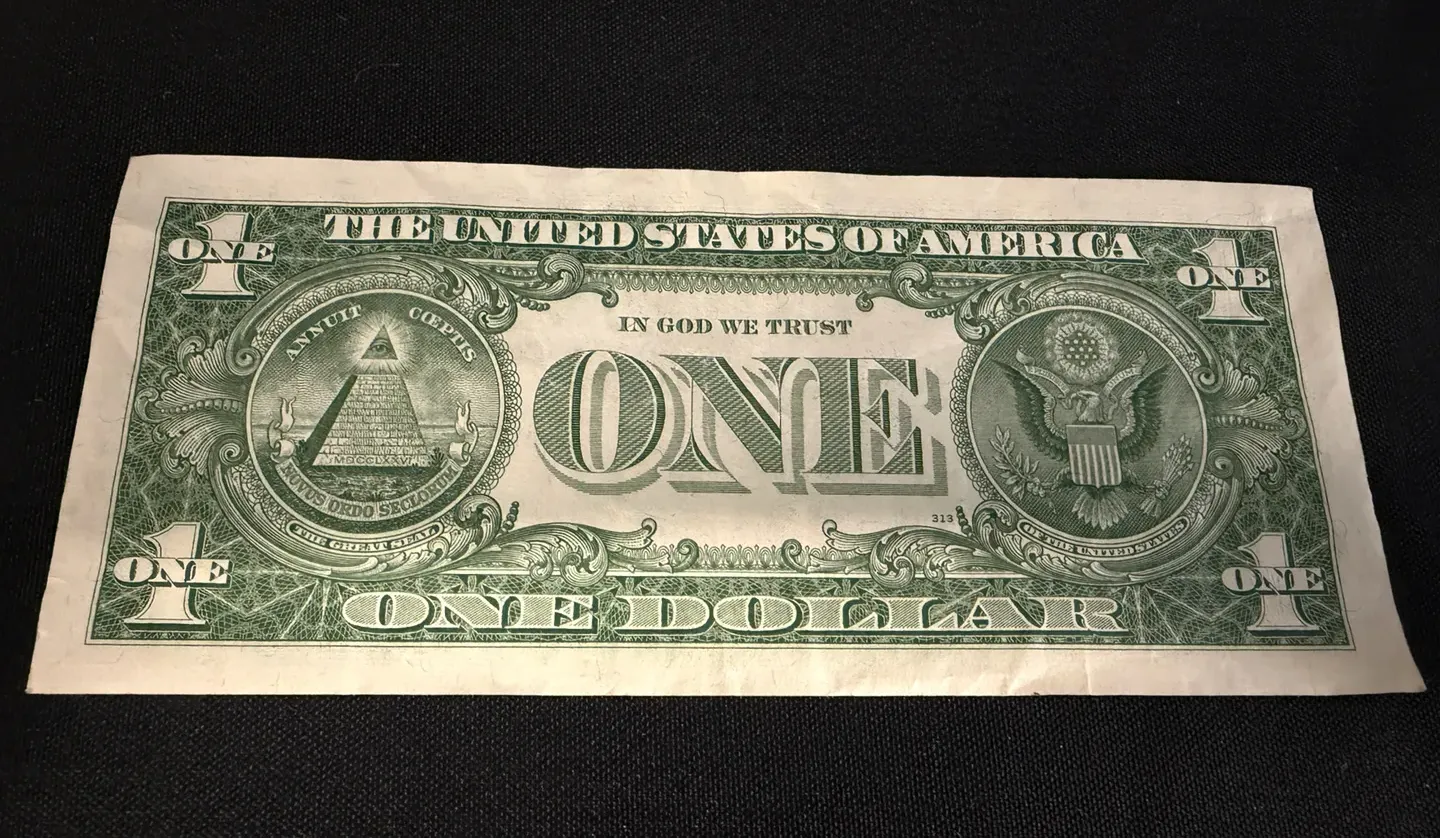 THE UNITED STATES OF AMERICA
ONE
1
ONE
1
ANNUIT CŒPTIS
IN GOD WE TRUST
ONE
MDCCLXXVI
NOVUS ORDO SECLORUM
313
THE GREAT SEAL
OF THE UNITED STATES
ONE
1
ONE
1
ONE DOLLAR